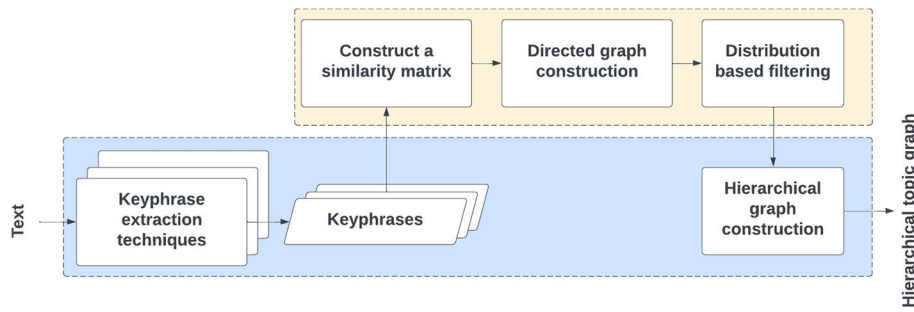 Construct a
similarity matrix
Directed graph
construction
Distribution
based filtering
Text
Keyphrase
extraction
techniques
Keyphrases
Hierarchical
graph
construction
Hierarchical topic graph